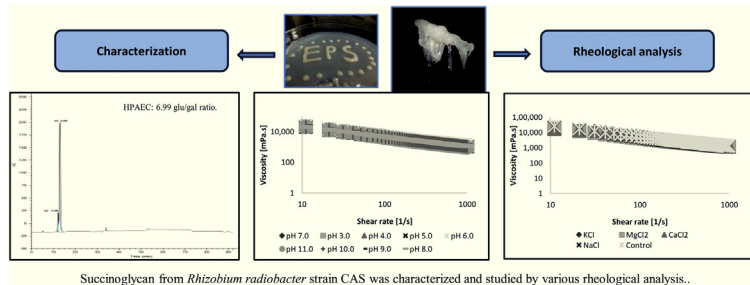 Characterization
EPS
Rheological analysis
HPAEC: 6.99 glu/gal ratio.
Viscosity [mPa.s]
10,000
100
1
10 100 1000
Shear rate [1/s]
pH 7.0 pH 3.0 pH 4.0 pH 5.0 pH 6.0
pH 11.0 pH 10.0 pH 9.0 pH 8.0
Viscosity [mPa.s]
1,00,000
10,000
1,000
100
10
1
10 100 1000
Shear rate [1/s]
KCl MgCl2 CaCl2
NaCl Control
Succinoglycan from Rhizobium radiobacter strain CAS was characterized and studied by various rheological analysis..